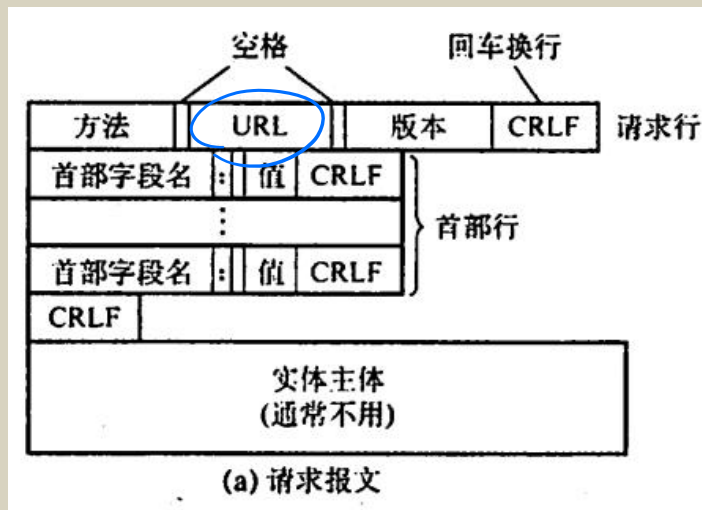 空格 回车换行
方法 URL 版本 CRLF 请求行
首部字段名 : 值 CRLF
⋮ 首部行
首部字段名 : 值 CRLF
CRLF
实体主体
(通常不用)
(a) 请求报文